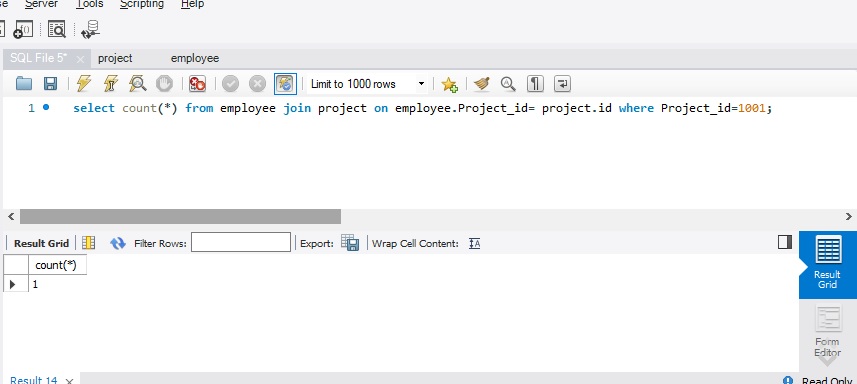 se Server Tools Scripting Help
SQL File 5* × project employee
Limit to 1000 rows
1 select count(*) from employee join project on employee.Project_id= project.id where Project_id=1001;
Result Grid Filter Rows: Export: Wrap Cell Content: IA
count(*)
1
Result
Grid
Form
Editor
Result 14 ×
Read Only